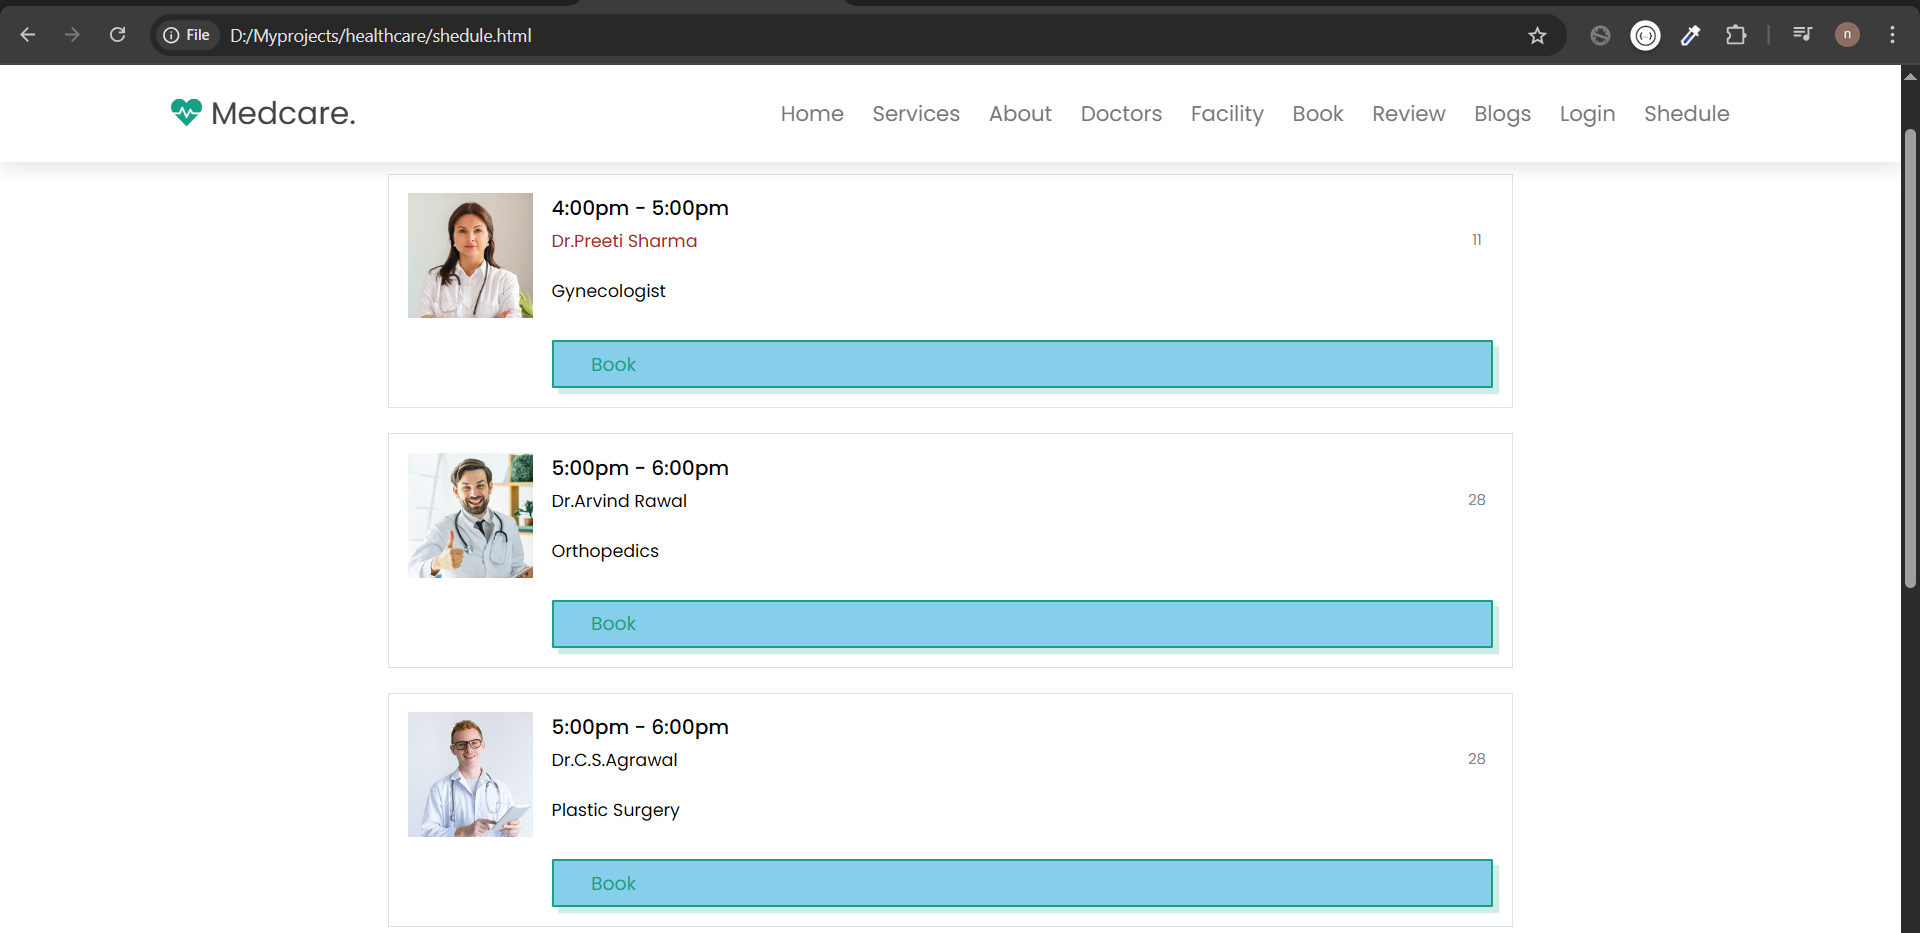 File D:/Myprojects/healthcare/shedule.html
n
Medcare. Home Services About Doctors Facility Book Review Blogs Login Shedule
4:00pm - 5:00pm
Dr.Preeti Sharma 11
Gynecologist
Book
5:00pm - 6:00pm
Dr.Arvind Rawal 28
Orthopedics
Book
5:00pm - 6:00pm
Dr.C.S.Agrawal 28
Plastic Surgery
Book